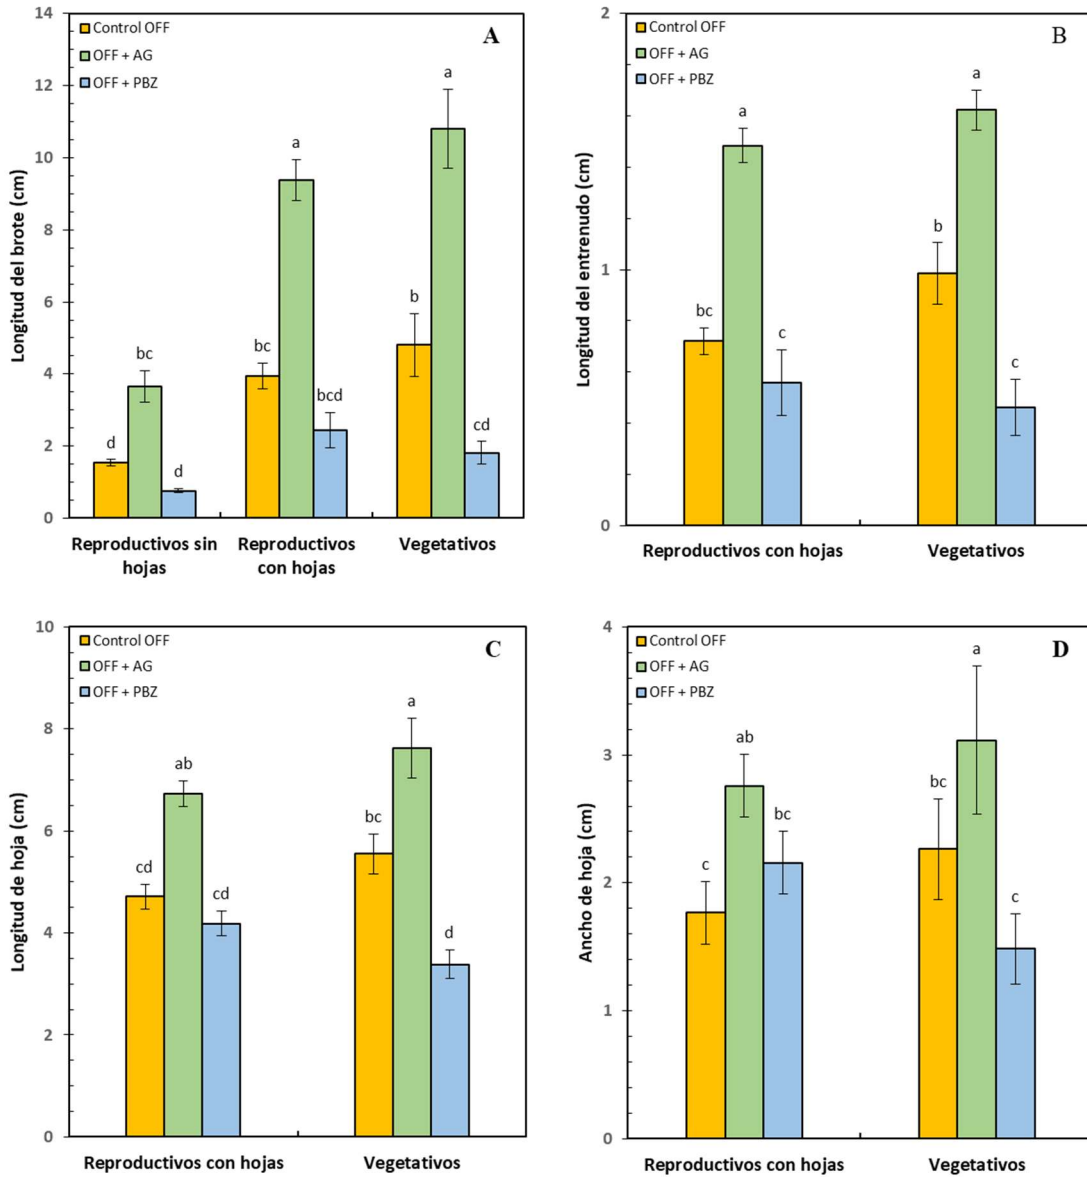 A
Control OFF
OFF + AG
OFF + PBZ
Longitud del brote (cm)
14
12
10
8
6
4
2
0
d
bc
d
bc
a
bcd
b
a
cd
Reproductivos sin
hojas
Reproductivos
con hojas
Vegetativos
B
Control OFF
OFF + AG
OFF + PBZ
Longitud del entrenudo (cm)
2
1
0
bc
a
c
b
a
c
Reproductivos con hojas
Vegetativos
C
Control OFF
OFF + AG
OFF + PBZ
Longitud de hoja (cm)
10
8
6
4
2
0
cd
ab
cd
bc
a
d
Reproductivos con hojas
Vegetativos
D
Control OFF
OFF + AG
OFF + PBZ
Ancho de hoja (cm)
4
3
2
1
0
c
ab
bc
bc
a
c
Reproductivos con hojas
Vegetativos